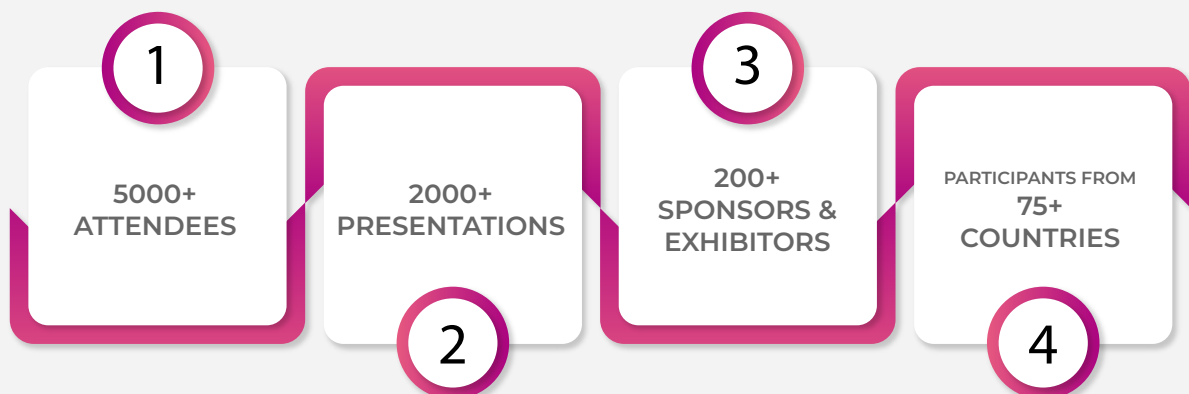 1
5000+
ATTENDEES
2000+
PRESENTATIONS
2
3
200+
SPONSORS &
EXHIBITORS
PARTICIPANTS FROM
75+
COUNTRIES
4